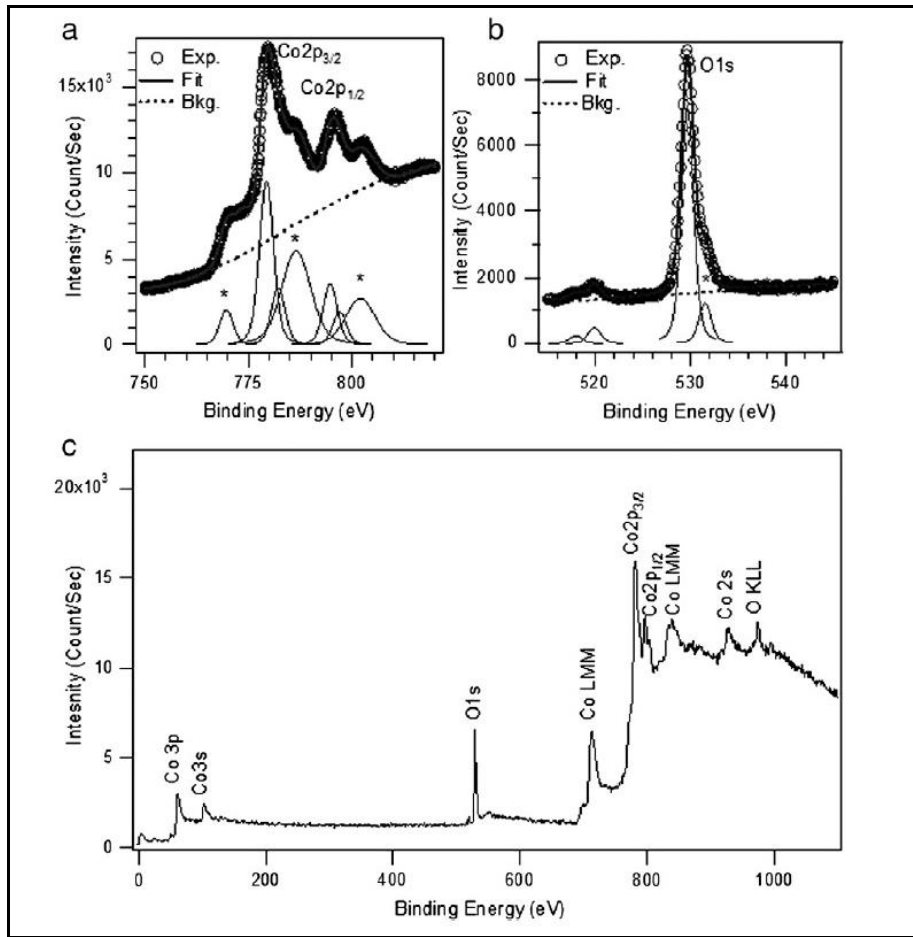 a
Co2p3/2
Exp.
Fit
Bkg.
Co2p1/2
15x10³
10
5
0
*
*
*
Intensity (Count/Sec)
750
775
800
Binding Energy (eV)
b
Exp.
Fit
Bkg.
O1s
8000
6000
4000
2000
0
*
Intensity (Count/Sec)
520
530
540
Binding Energy (eV)
c
20x10³
15
10
5
0
Intesnity (Count/Sec)
Co 3p
Co3s
O1s
Co LMM
Co2p3/2
Co2p1/2
Co LMM
Co 2s
O KLL
0
200
400
600
800
1000
Binding Energy (eV)